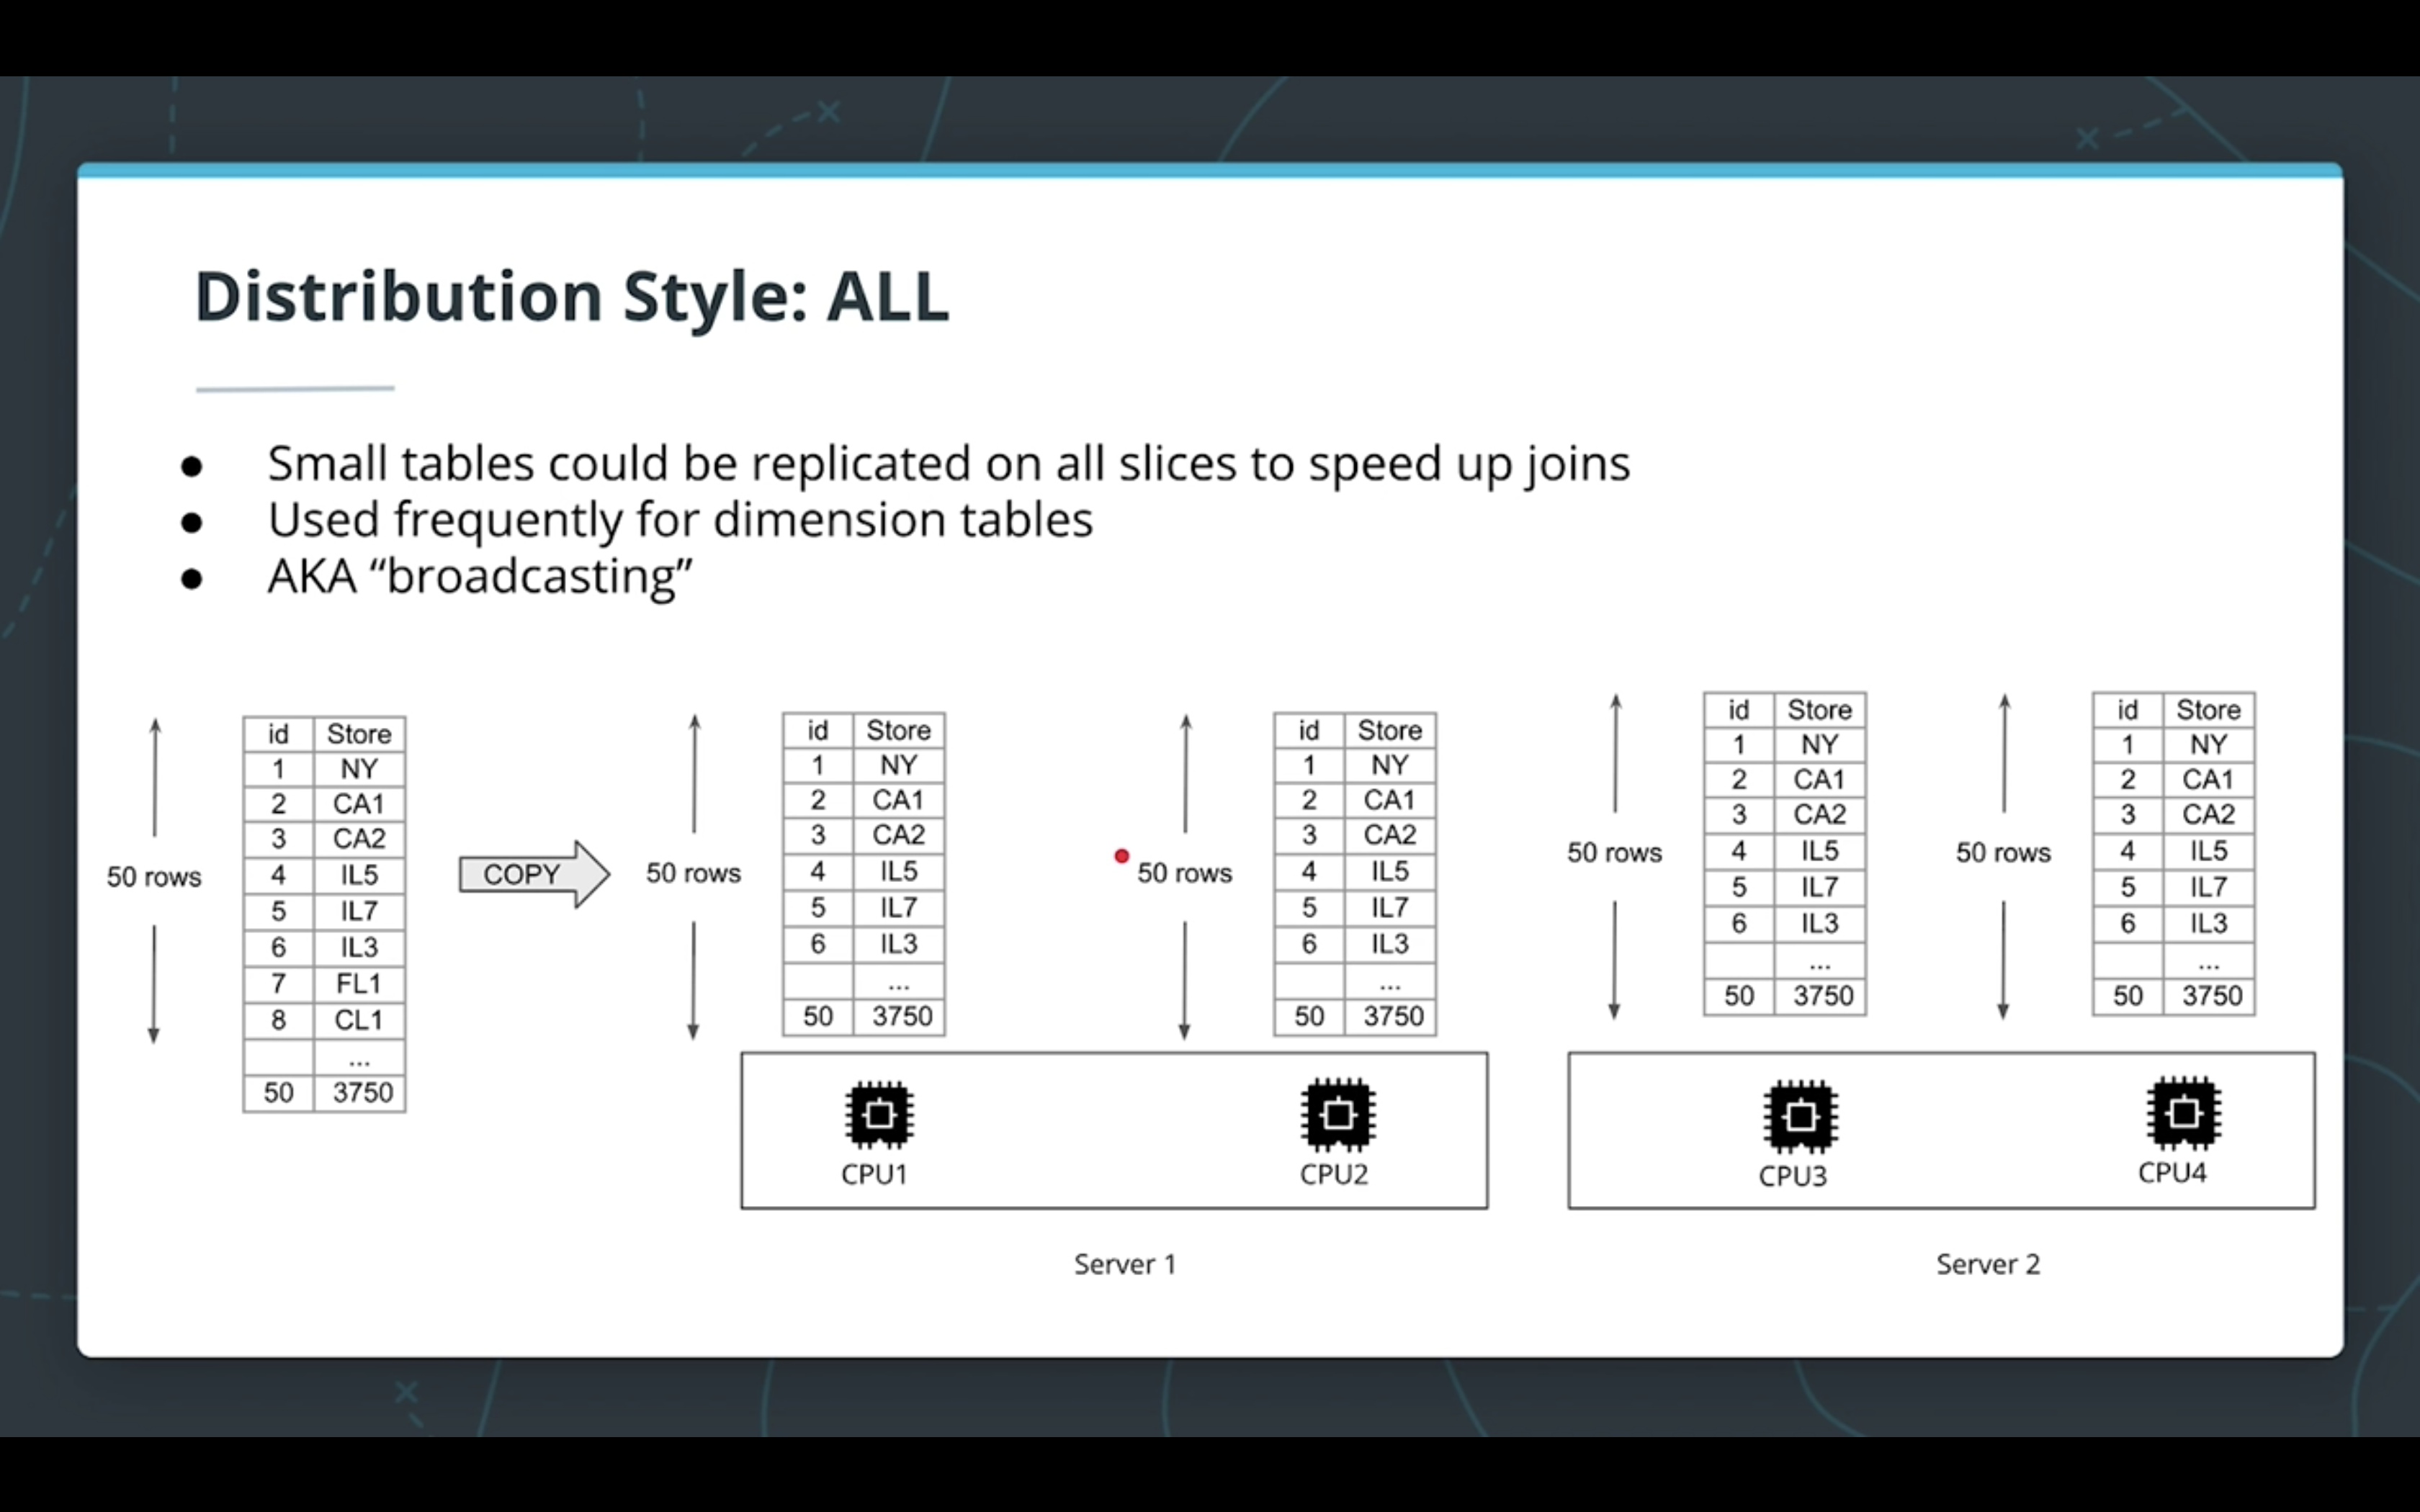 Distribution Style: ALL
● Small tables could be replicated on all slices to speed up joins
● Used frequently for dimension tables
● AKA “broadcasting”
50 rows
id Store
1 NY
2 CA1
3 CA2
4 IL5
5 IL7
6 IL3
7 FL1
8 CL1
...
50 3750
COPY
50 rows
id Store
1 NY
2 CA1
3 CA2
4 IL5
5 IL7
6 IL3
...
50 3750
50 rows
id Store
1 NY
2 CA1
3 CA2
4 IL5
5 IL7
6 IL3
...
50 3750
CPU1
CPU2
Server 1
50 rows
id Store
1 NY
2 CA1
3 CA2
4 IL5
5 IL7
6 IL3
...
50 3750
50 rows
id Store
1 NY
2 CA1
3 CA2
4 IL5
5 IL7
6 IL3
...
50 3750
CPU3
CPU4
Server 2